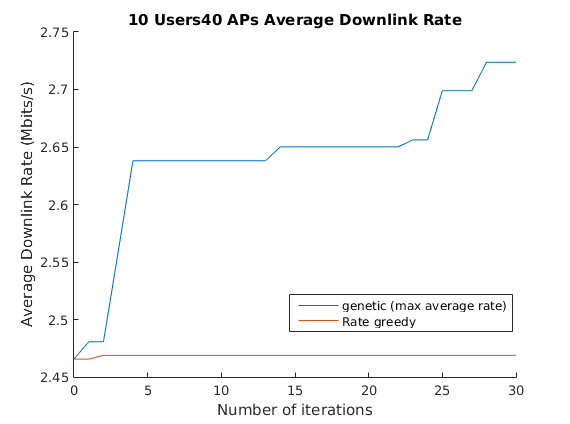 10 Users40 APs Average Downlink Rate
Average Downlink Rate (Mbits/s)
2.75
2.7
2.65
2.6
2.55
2.5
2.45
genetic (max average rate)
Rate greedy
0 5 10 15 20 25 30
Number of iterations